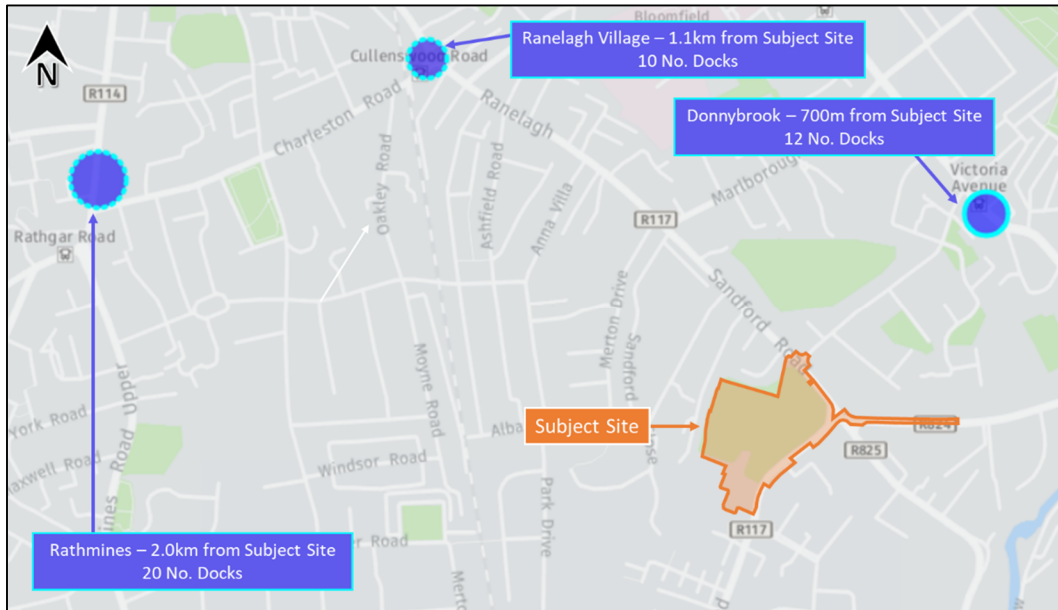 Bloomfield
Ranelagh Village – 1.1km from Subject Site
10 No. Docks
N
Cullenswood Road
R114
Charleston Road
Ranelagh
Donnybrook – 700m from Subject Site
12 No. Docks
Oakley Road
Ashfield Road
Anna Villa
Marlborough
Victoria
Avenue
R117
Rathgar Road
Sandford Road
Merton Drive
Sandford
Moyne Road
Upper
Road
York Road
Subject Site
Alba
R824
R825
Windsor Road
Park Drive
R117
Rathmines – 2.0km from Subject Site
20 No. Docks
Road